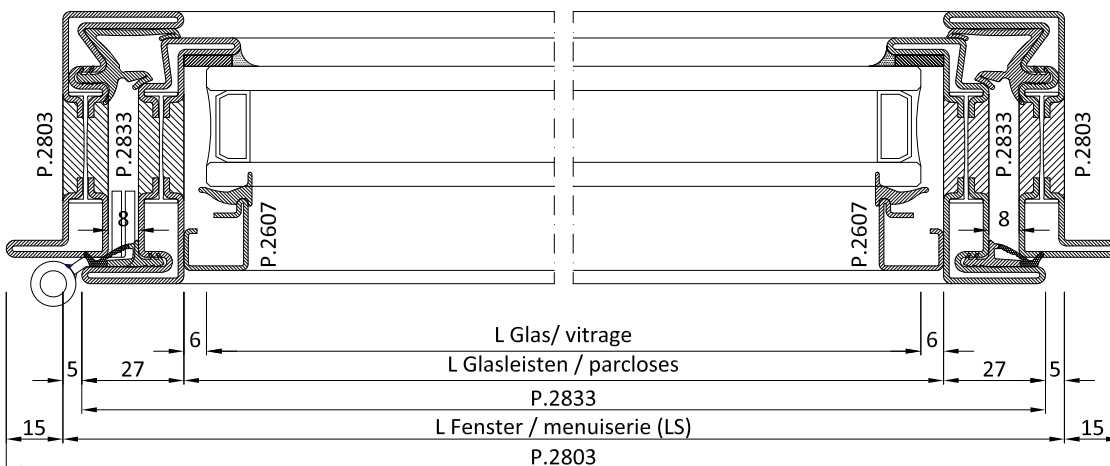 P.2803
P.2833
P.2833
P.2803
8
P.2607
P.2607
8
6
L Glas/ vitrage
6
5
27
L Glasleisten / parcloses
27
5
P.2833
15
L Fenster / menuiserie (LS)
15
P.2803